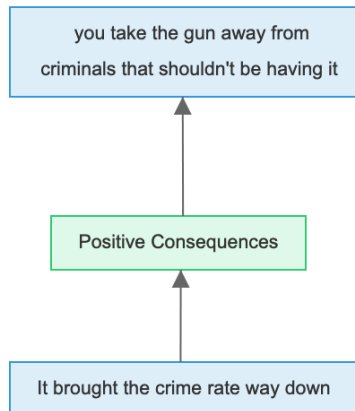 you take the gun away from
criminals that shouldn't be having it
Positive Consequences
It brought the crime rate way down